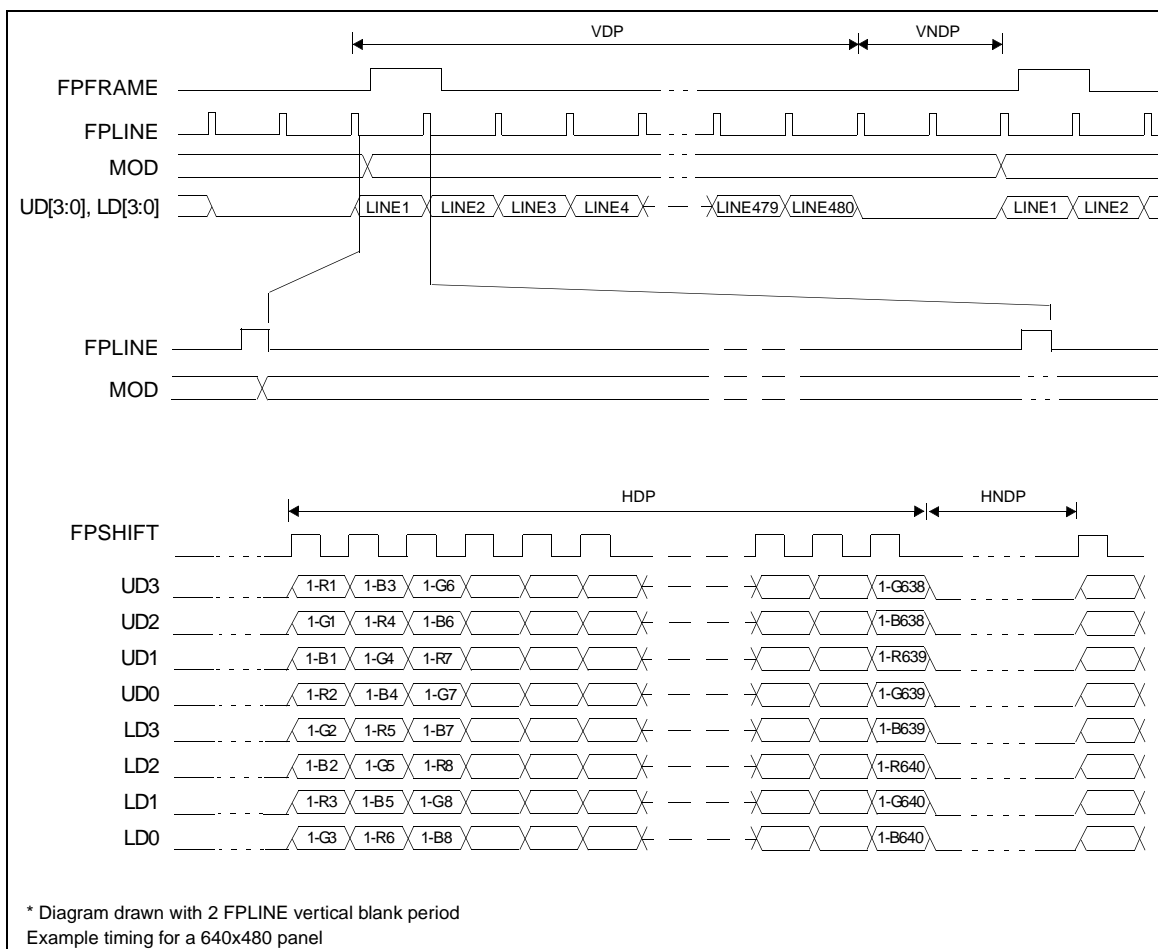 VDP VNDP
FPFRAME
FPLINE
MOD
UD[3:0], LD[3:0] LINE1 LINE2 LINE3 LINE4 LINE479 LINE480 LINE1 LINE2
FPLINE
MOD
HDP HNDP
FPSHIFT
UD3 1-R1 1-B3 1-G6 1-G638
UD2 1-G1 1-R4 1-B6 1-B638
UD1 1-B1 1-G4 1-R7 1-R639
UD0 1-R2 1-B4 1-G7 1-G639
LD3 1-G2 1-R5 1-B7 1-B639
LD2 1-B2 1-G5 1-R8 1-R640
LD1 1-R3 1-B5 1-G8 1-G640
LD0 1-G3 1-R6 1-B8 1-B640
* Diagram drawn with 2 FPLINE vertical blank period
Example timing for a 640x480 panel